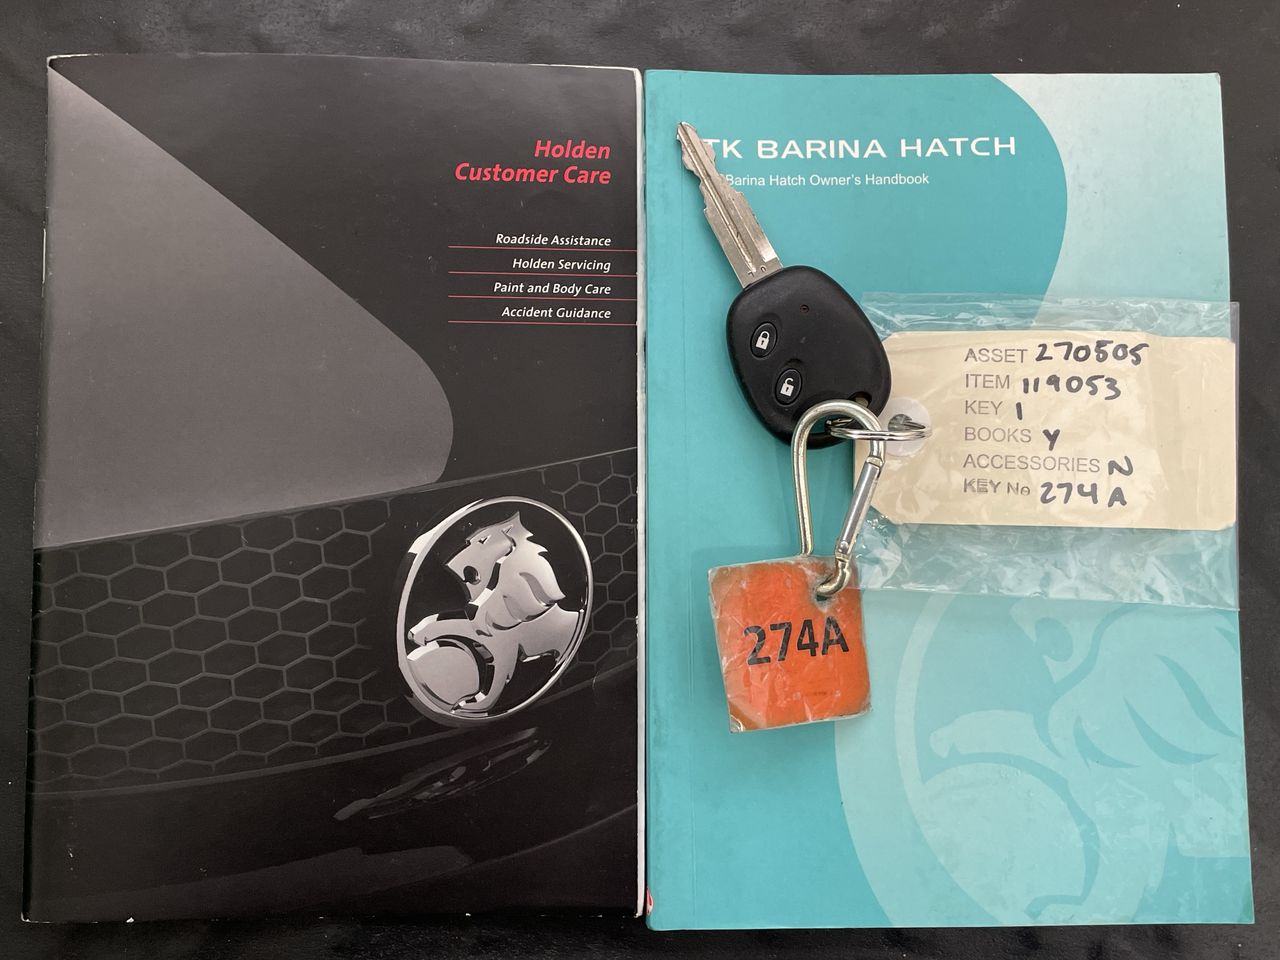 Holden
Customer Care
Roadside Assistance
Holden Servicing
Paint and Body Care
Accident Guidance
TK BARINA HATCH
Barina Hatch Owner's Handbook
ASSET 270505
ITEM 119053
KEY 1
BOOKS Y
ACCESSORIES N
KEY No 274A
274A